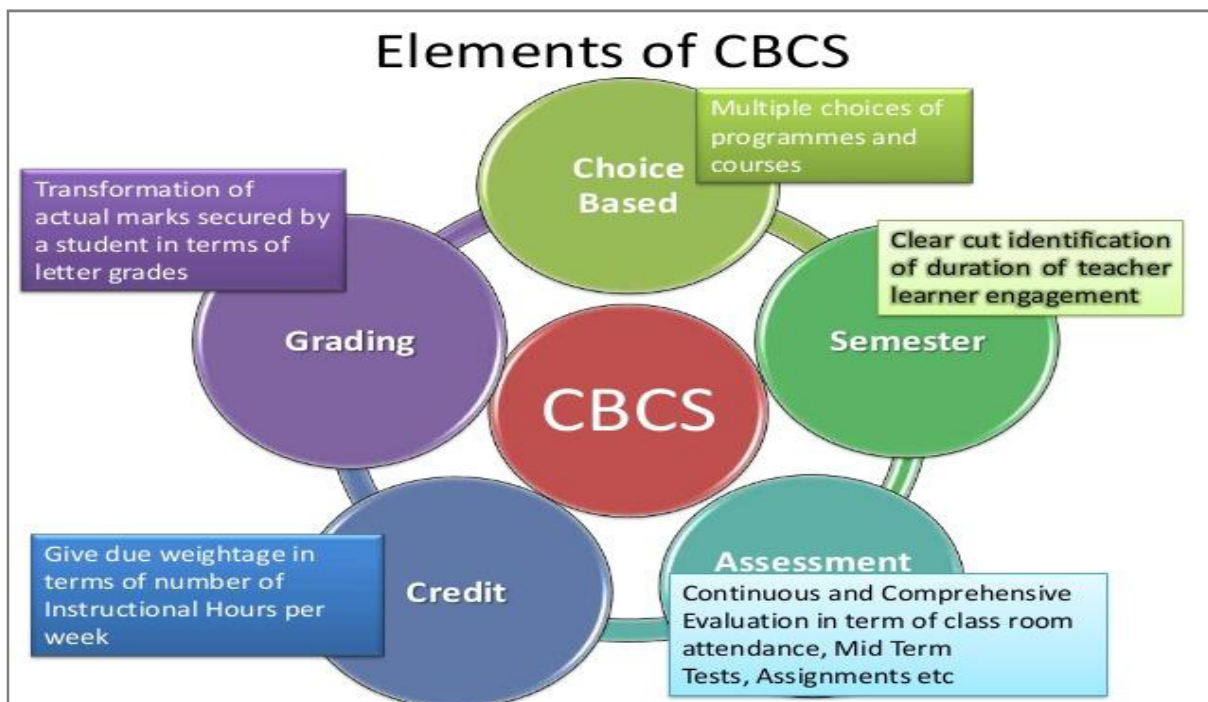 Elements of CBCS
Multiple choices of
programmes and
courses
Choice
Based
Transformation of
actual marks secured by
a student in terms of
letter grades
Clear cut identification
of duration of teacher
learner engagement
Grading
Semester
CBCS
Give due weightage in
terms of number of
Instructional Hours per
week
Credit
Assessment
Continuous and Comprehensive
Evaluation in term of class room
attendance, Mid Term
Tests, Assignments etc